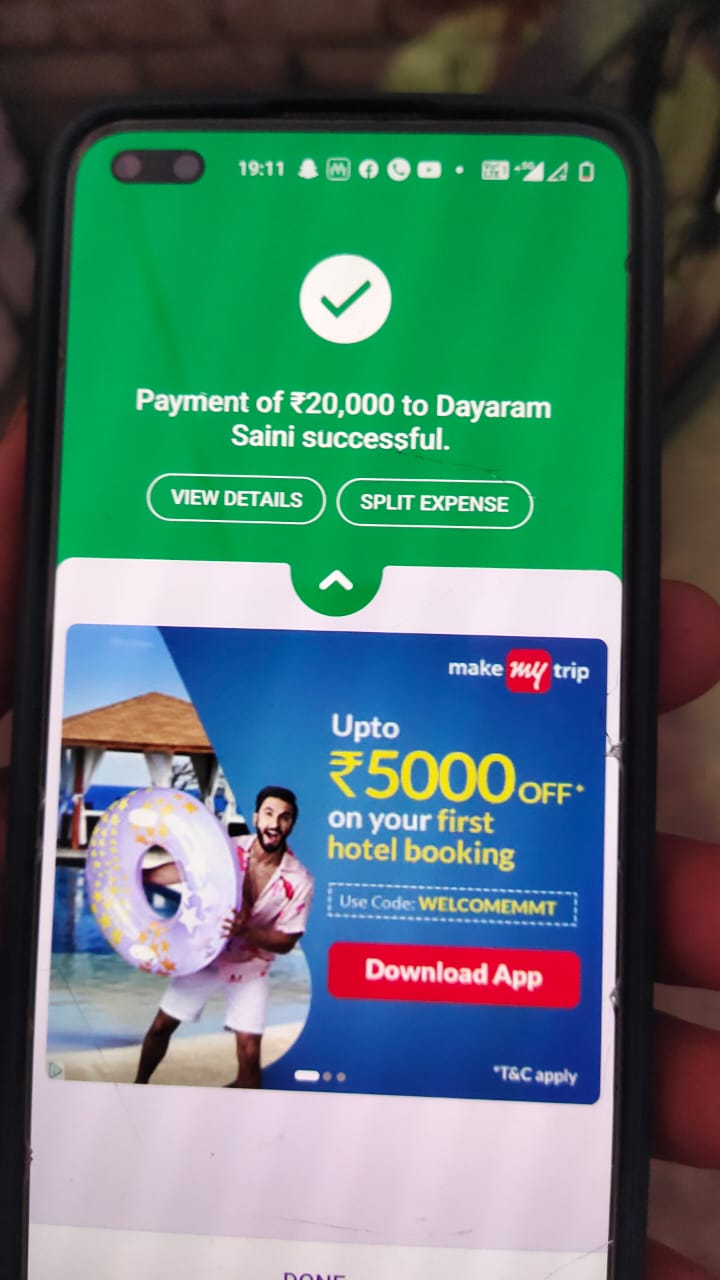 19:11
Payment of ₹20,000 to Dayaram
Saini successful.
VIEW DETAILS
SPLIT EXPENSE
make my trip
Upto
₹5000 OFF*
on your first
hotel booking
Use Code: WELCOMEMMT
Download App
*T&C apply
DONE